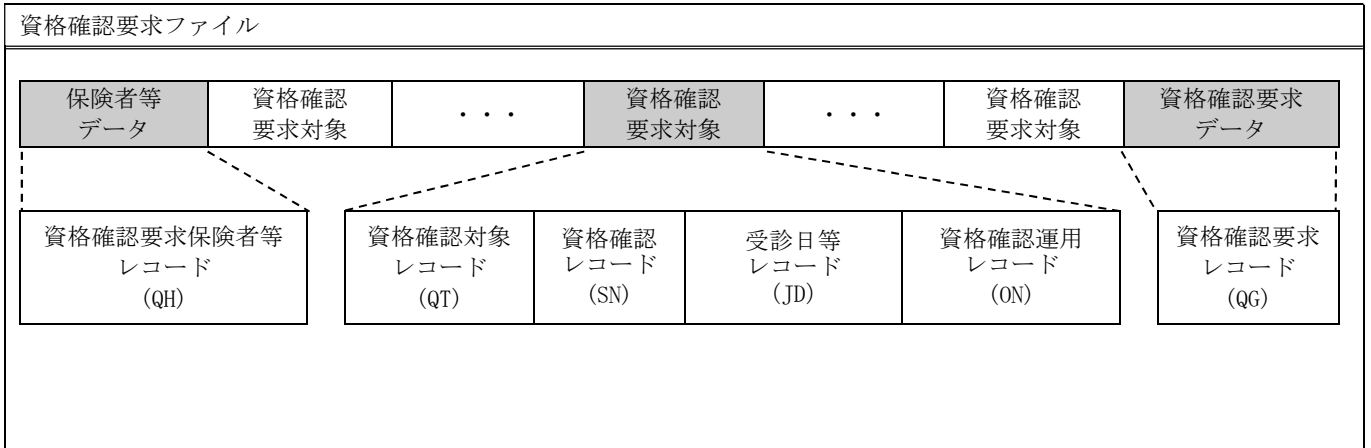 資格確認要求ファイル
保険者等
データ
資格確認
要求対象
・・・
資格確認
要求対象
・・・
資格確認
要求対象
資格確認要求
データ
資格確認要求保険者等
レコード
(QH)
資格確認対象
レコード
(QT)
資格確認
レコード
(SN)
受診日等
レコード
(JD)
資格確認運用
レコード
(ON)
資格確認要求
レコード
(QG)